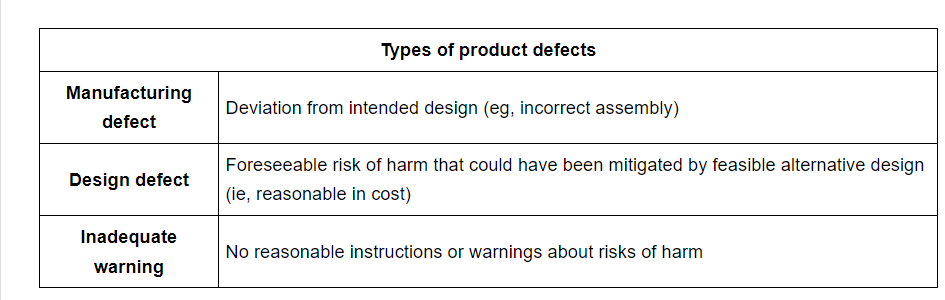 Types of product defects
Manufacturing
defect
Deviation from intended design (eg, incorrect assembly)
Design defect
Foreseeable risk of harm that could have been mitigated by feasible alternative design
(ie, reasonable in cost)
Inadequate
warning
No reasonable instructions or warnings about risks of harm